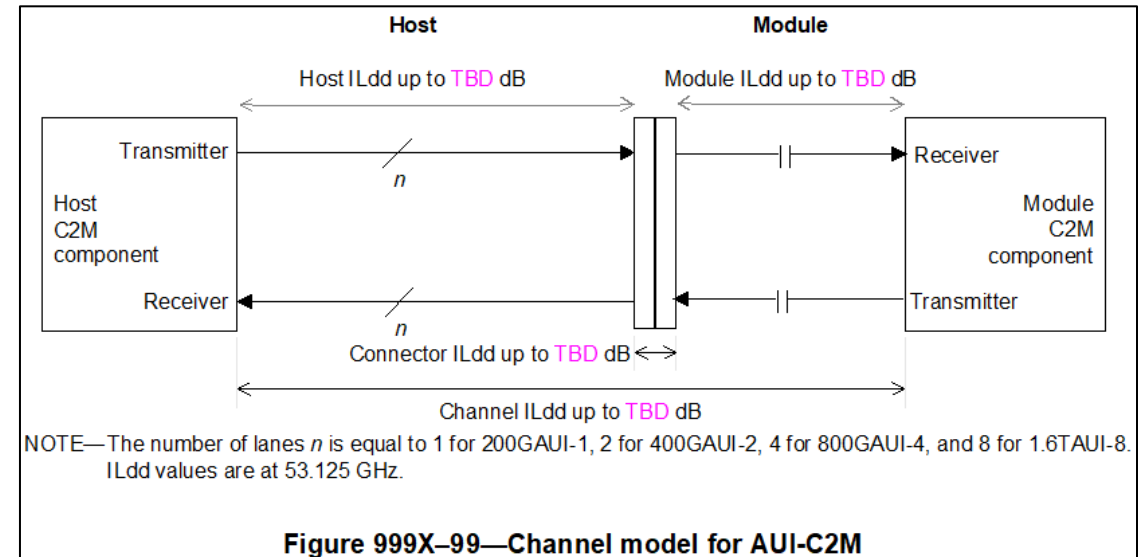 Host
Module
Host ILdd up to TBD dB
Module ILdd up to TBD dB
Transmitter
n
Receiver
Host
C2M
component
Module
C2M
component
Receiver
n
Transmitter
Connector ILdd up to TBD dB
Channel ILdd up to TBD dB
NOTE—The number of lanes n is equal to 1 for 200GAUI-1, 2 for 400GAUI-2, 4 for 800GAUI-4, and 8 for 1.6TAUI-8.
ILdd values are at 53.125 GHz.
Figure 999X–99—Channel model for AUI-C2M